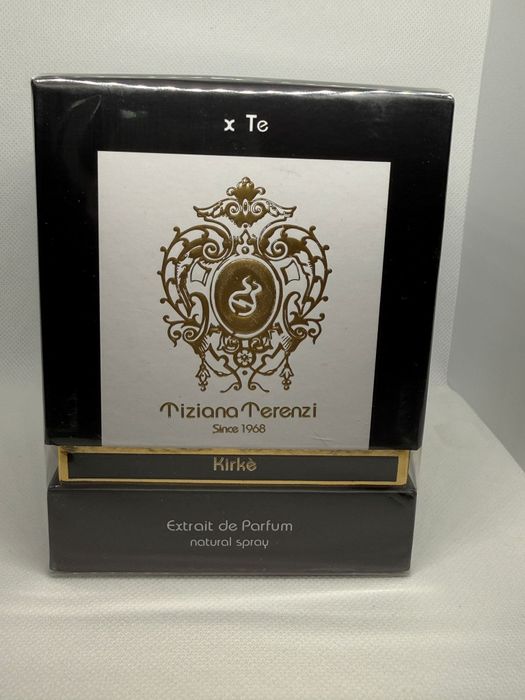 x Te
Tiziana Terenzi
Since 1968
Kirkè
Extrait de Parfum
natural spray